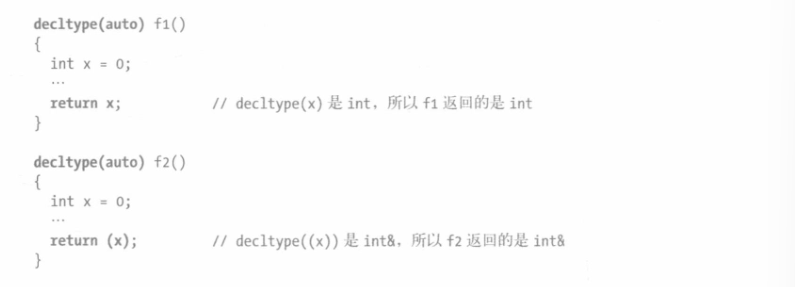 decltype(auto) f1()
{
int x = 0;
…
return x; // decltype(x) 是 int，所以 f1 返回的是 int
}
decltype(auto) f2()
{
int x = 0;
…
return (x); // decltype((x)) 是 int&，所以 f2 返回的是 int&
}